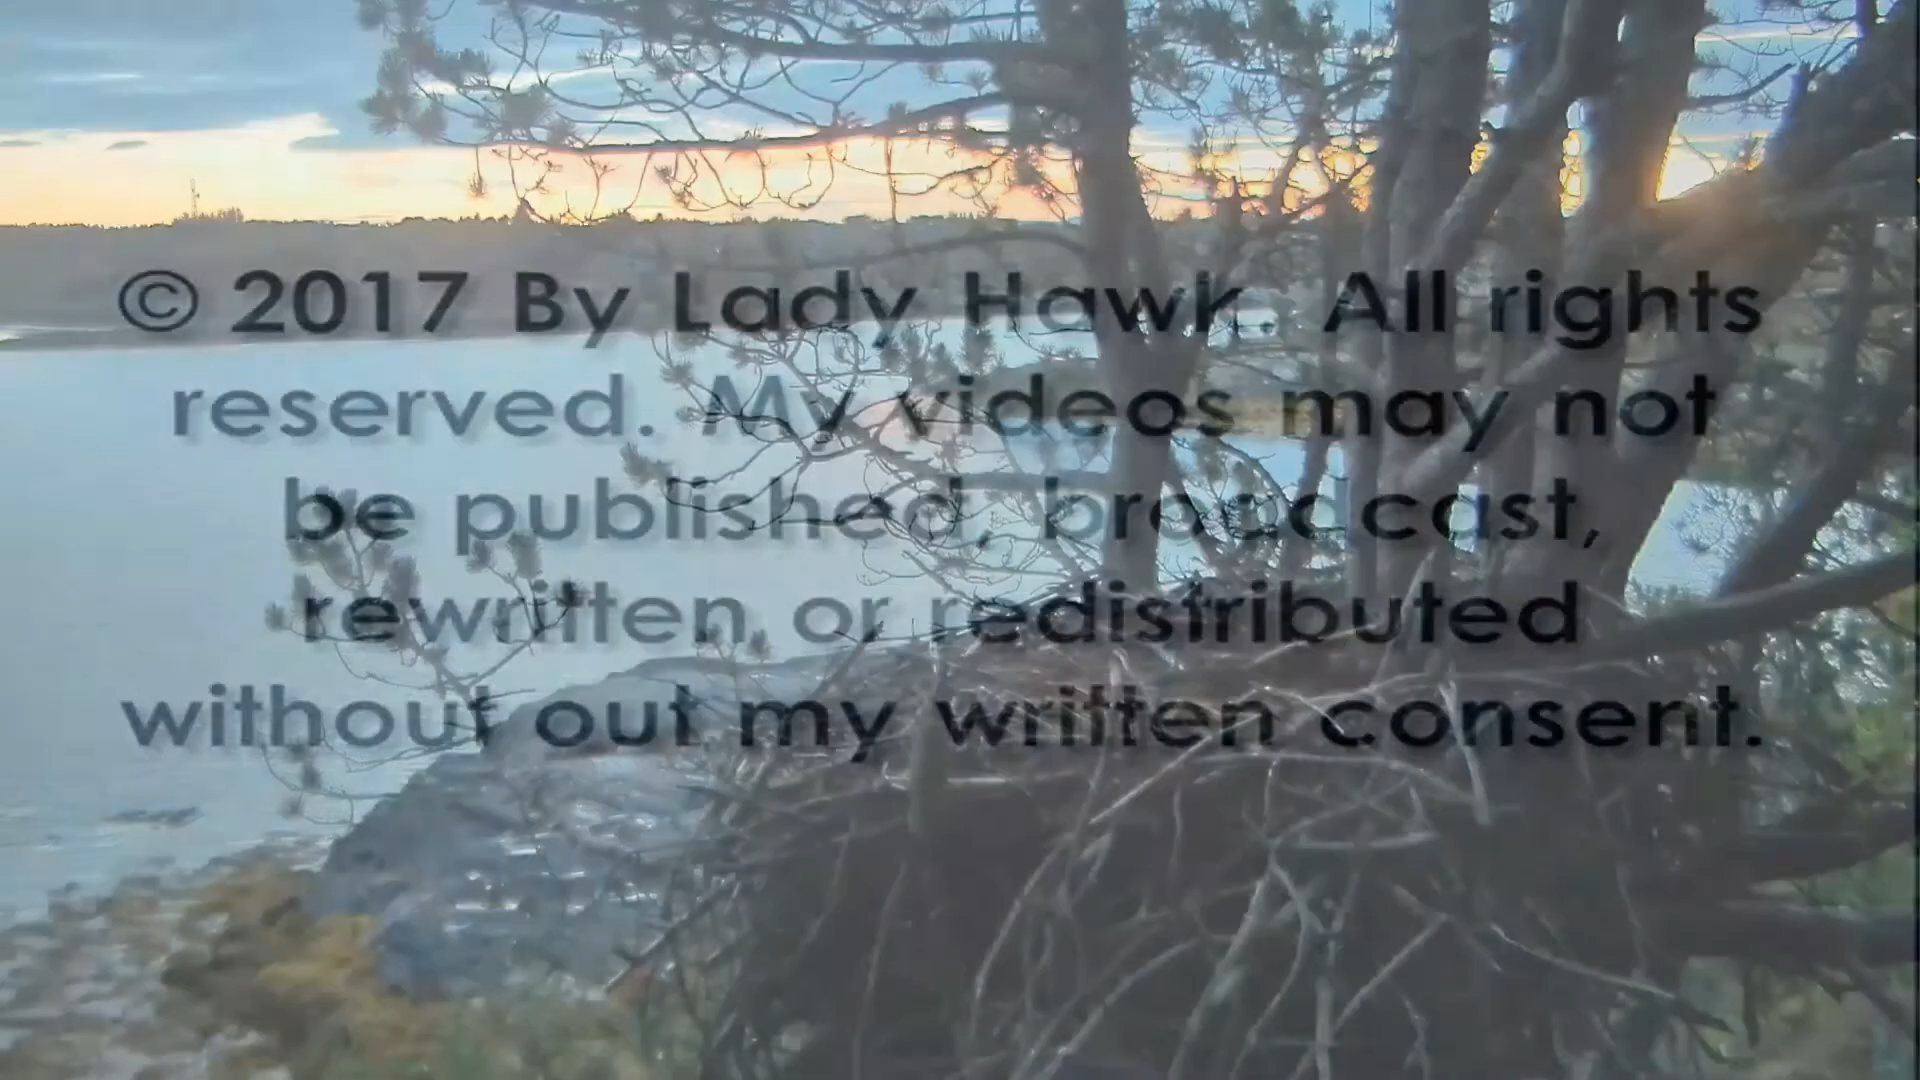 © 2017 By Lady Hawk. All rights
reserved. My videos may not
be published, broadcast,
rewritten or redistributed
without out my written consent.